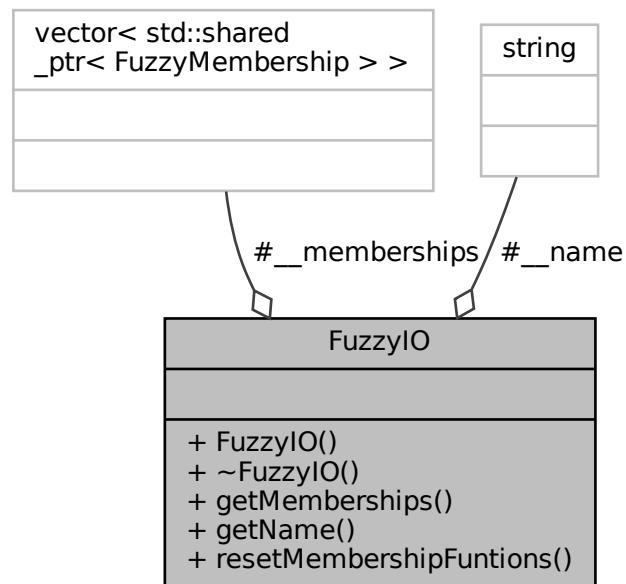 vector< std::shared
_ptr< FuzzyMembership > >
string
#__memberships
#__name
FuzzyIO
+ FuzzyIO()
+ ~FuzzyIO()
+ getMemberships()
+ getName()
+ resetMembershipFuntions()